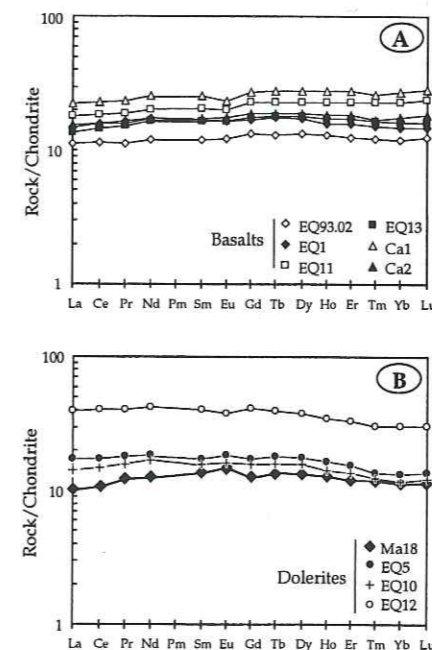 100
A
Rock/Chondrite
10
Basalts
EQ93.02
EQ13
EQ1
Ca1
EQ11
Ca2
1
La Ce Pr Nd Pm Sm Eu Gd Tb Dy Ho Er Tm Yb Lu
100
B
Rock/Chondrite
10
Dolerites
Ma18
EQ5
EQ10
EQ12
1
La Ce Pr Nd Pm Sm Eu Gd Tb Dy Ho Er Tm Yb Lu